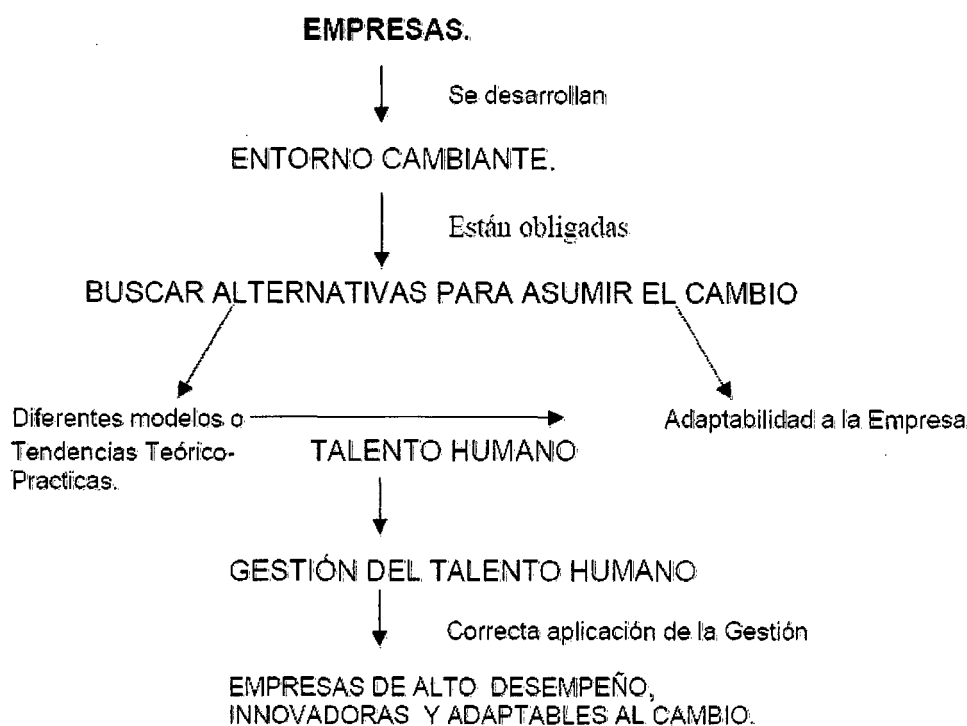 EMPRESAS.
Se desarrollan
ENTORNO CAMBIANTE.
Están obligadas
BUSCAR ALTERNATIVAS PARA ASUMIR EL CAMBIO
Diferentes modelos o
Tendencias Teórico-
Practicas.
Adaptabilidad a la Empresa
TALENTO HUMANO
GESTIÓN DEL TALENTO HUMANO
Correcta aplicación de la Gestión
EMPRESAS DE ALTO DESEMPEÑO,
INNOVADORAS Y ADAPTABLES AL CAMBIO.